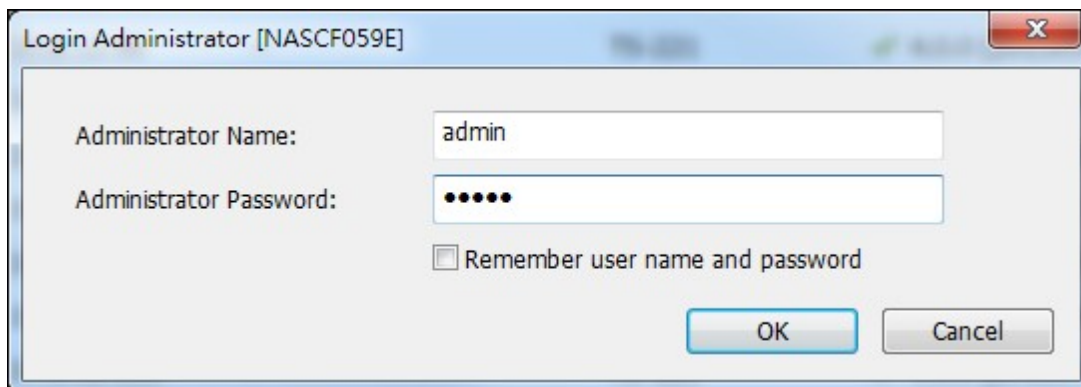 Login Administrator [NASCF059E]
Administrator Name: admin
Administrator Password: •••••
Remember user name and password
OK Cancel